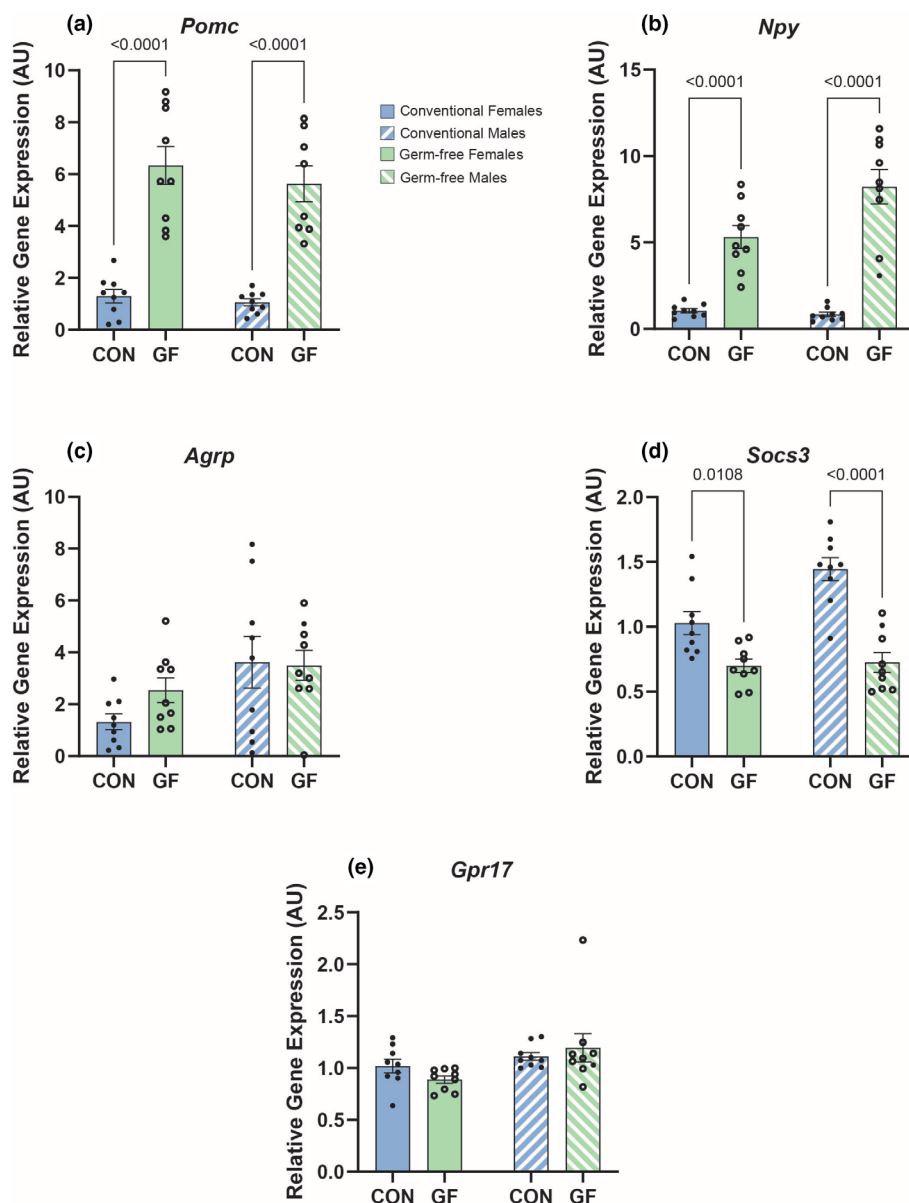 (a)
Pomc
<0.0001
<0.0001
Relative Gene Expression (AU)
10
8
6
4
2
0
CON
GF
CON
GF
Conventional Females
Conventional Males
Germ-free Females
Germ-free Males
(b)
Npy
<0.0001
<0.0001
Relative Gene Expression (AU)
15
10
5
0
CON
GF
CON
GF
(c)
Agrp
Relative Gene Expression (AU)
10
8
6
4
2
0
CON
GF
CON
GF
(d)
Socs3
0.0108
<0.0001
Relative Gene Expression (AU)
2.0
1.5
1.0
0.5
0.0
CON
GF
CON
GF
(e)
Gpr17
Relative Gene Expression (AU)
2.5
2.0
1.5
1.0
0.5
0.0
CON
GF
CON
GF